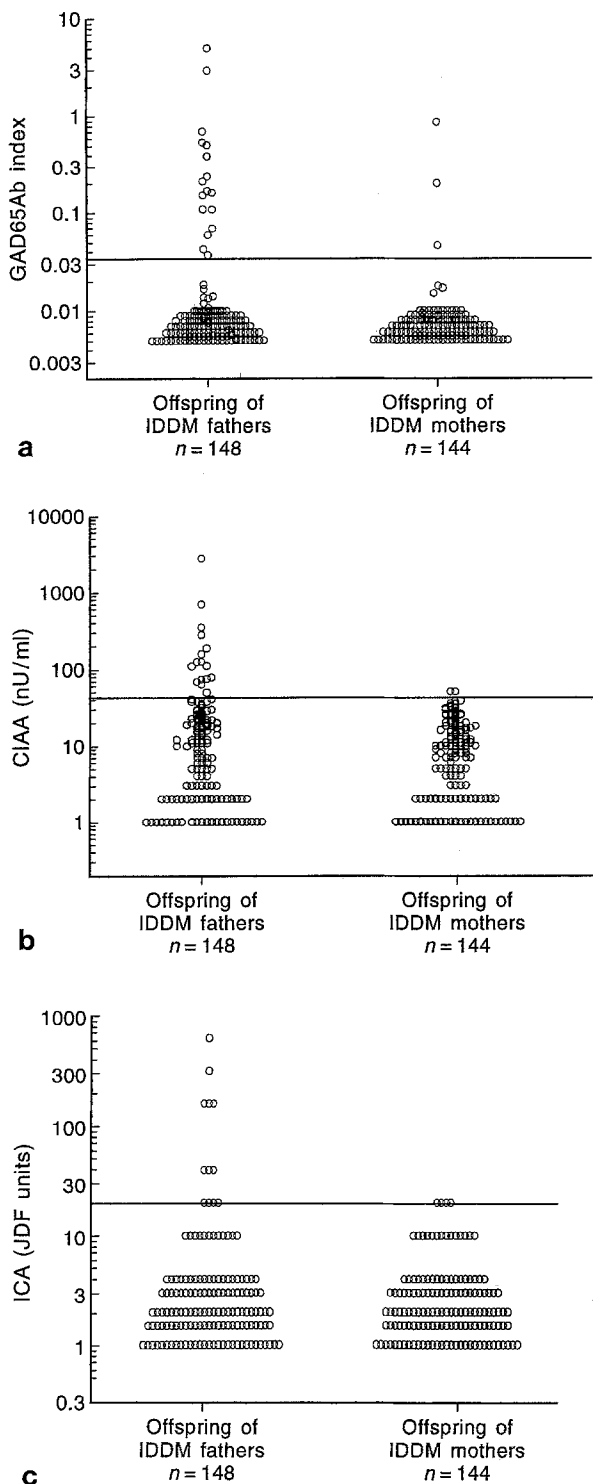 10
3
1
0.3
0.1
0.03
0.01
0.003
GAD65Ab index
Offspring of
IDDM fathers
n = 148
Offspring of
IDDM mothers
n = 144
a
10000
1000
100
10
1
CIAA (nU/ml)
Offspring of
IDDM fathers
n = 148
Offspring of
IDDM mothers
n = 144
b
1000
300
100
30
10
3
1
0.3
ICA (JDF units)
Offspring of
IDDM fathers
n = 148
Offspring of
IDDM mothers
n = 144
c